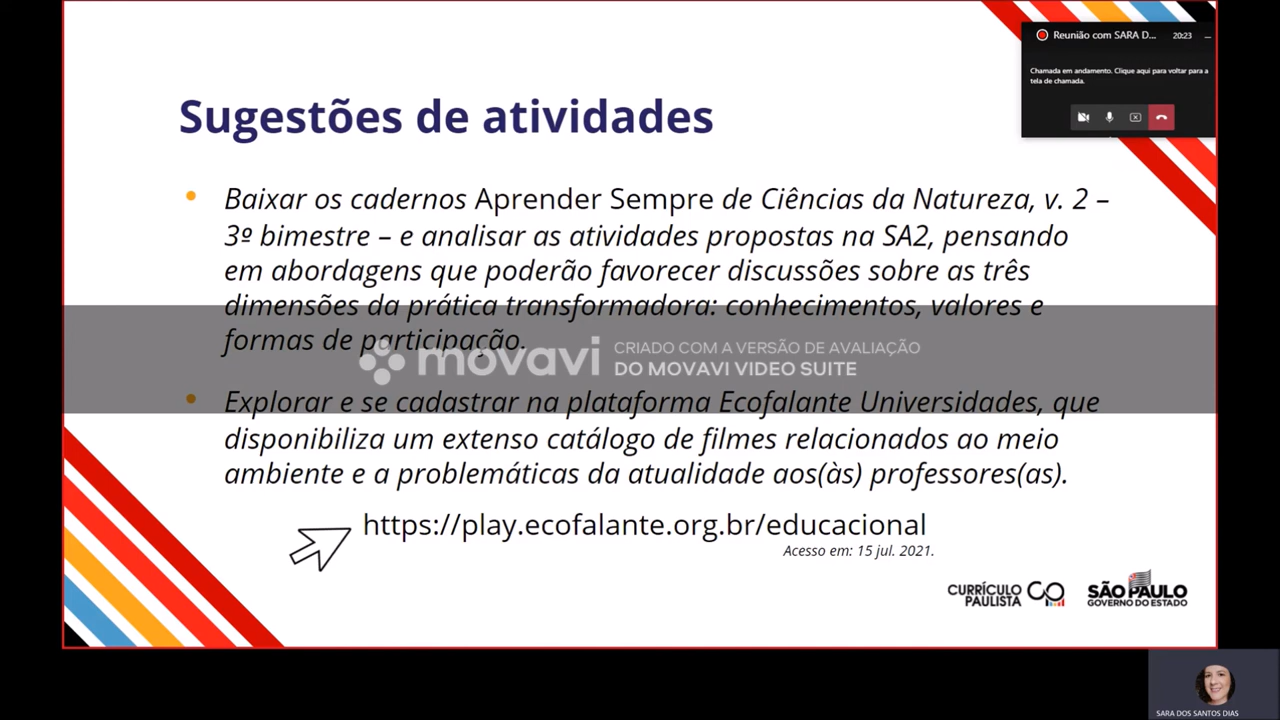 Reunião com SARA D...
20:23
Chamada em andamento. Clique aqui para voltar para a
tela de chamada.
Sugestões de atividades
• Baixar os cadernos Aprender Sempre de Ciências da Natureza, v. 2 –
3º bimestre – e analisar as atividades propostas na SA2, pensando
em abordagens que poderão favorecer discussões sobre as três
dimensões da prática transformadora: conhecimentos, valores e
formas de participação.
movavi
CRIADO COM A VERSÃO DE AVALIAÇÃO
DO MOVAVI VIDEO SUITE
• Explorar e se cadastrar na plataforma Ecofalante Universidades, que
disponibiliza um extenso catálogo de filmes relacionados ao meio
ambiente e a problemáticas da atualidade aos(às) professores(as).
https://play.ecofalante.org.br/educacional
Acesso em: 15 jul. 2021.
CURRÍCULO
PAULISTA
SÃO PAULO
GOVERNO DO ESTADO
SARA DOS SANTOS DIAS